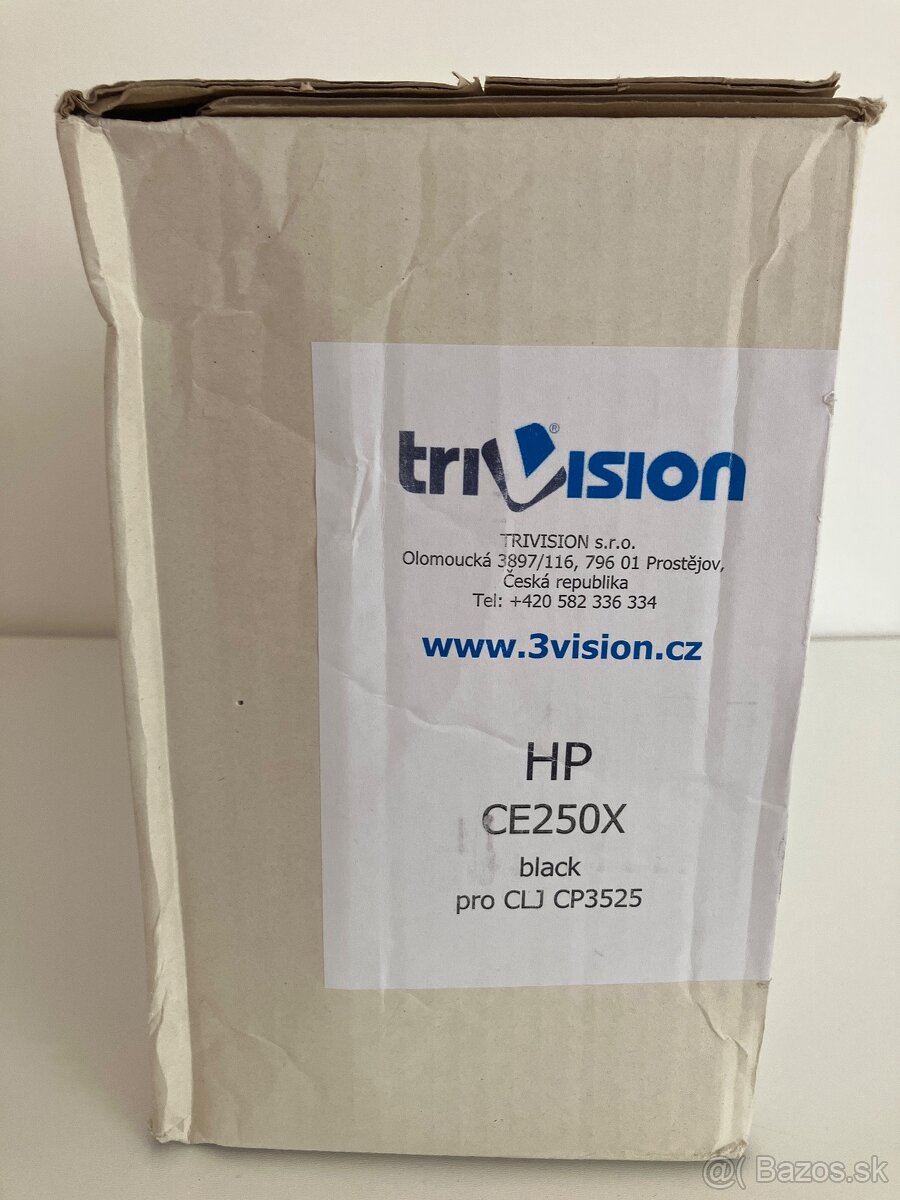 triVision®
TRIVISION s.r.o.
Olomoucká 3897/116, 796 01 Prostějov,
Česká republika
Tel: +420 582 336 334
www.3vision.cz
HP
CE250X
black
pro CLJ CP3525
@( Bazos.sk